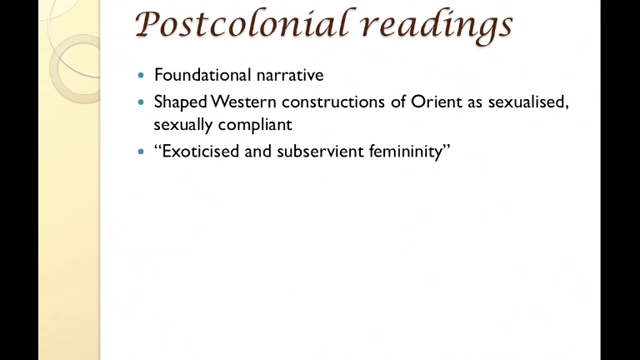 Postcolonial readings
• Foundational narrative
• Shaped Western constructions of Orient as sexualised,
sexually compliant
• “Exoticised and subservient femininity”